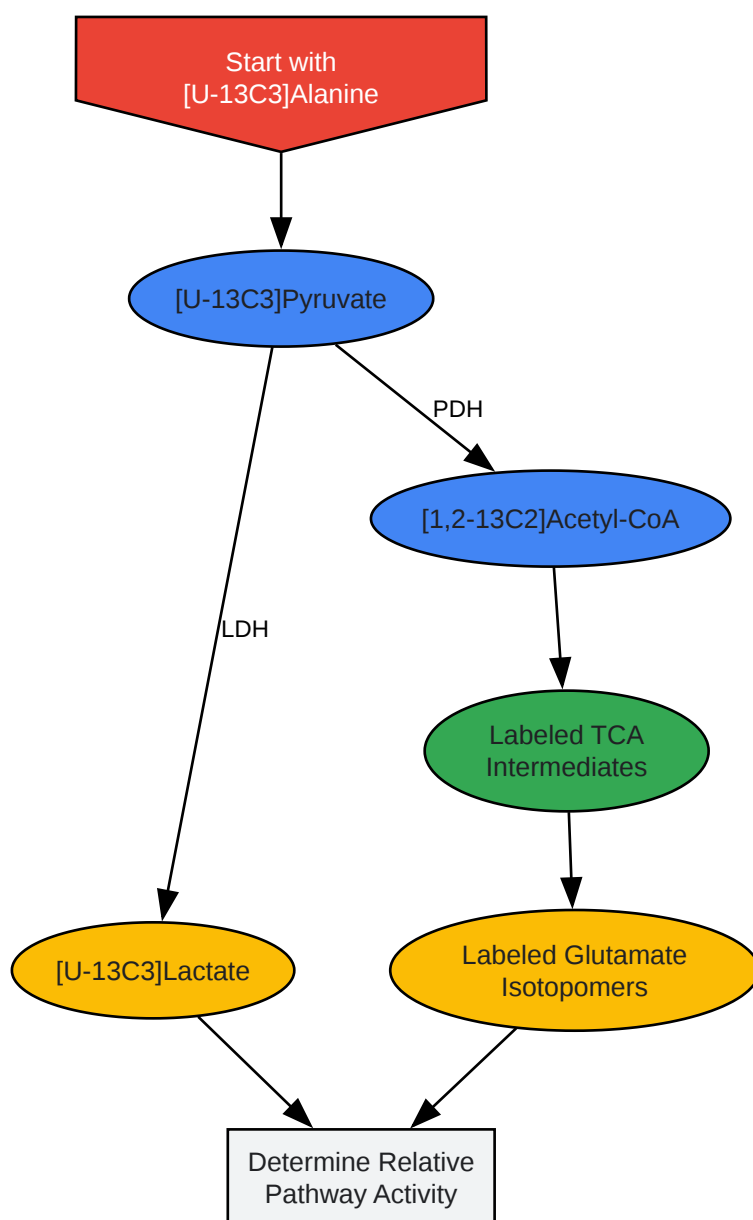 Start with
[U-13C3]Alanine
[U-13C3]Pyruvate
PDH
[1,2-13C2]Acetyl-CoA
LDH
Labeled TCA
Intermediates
[U-13C3]Lactate
Labeled Glutamate
Isotopomers
Determine Relative
Pathway Activity